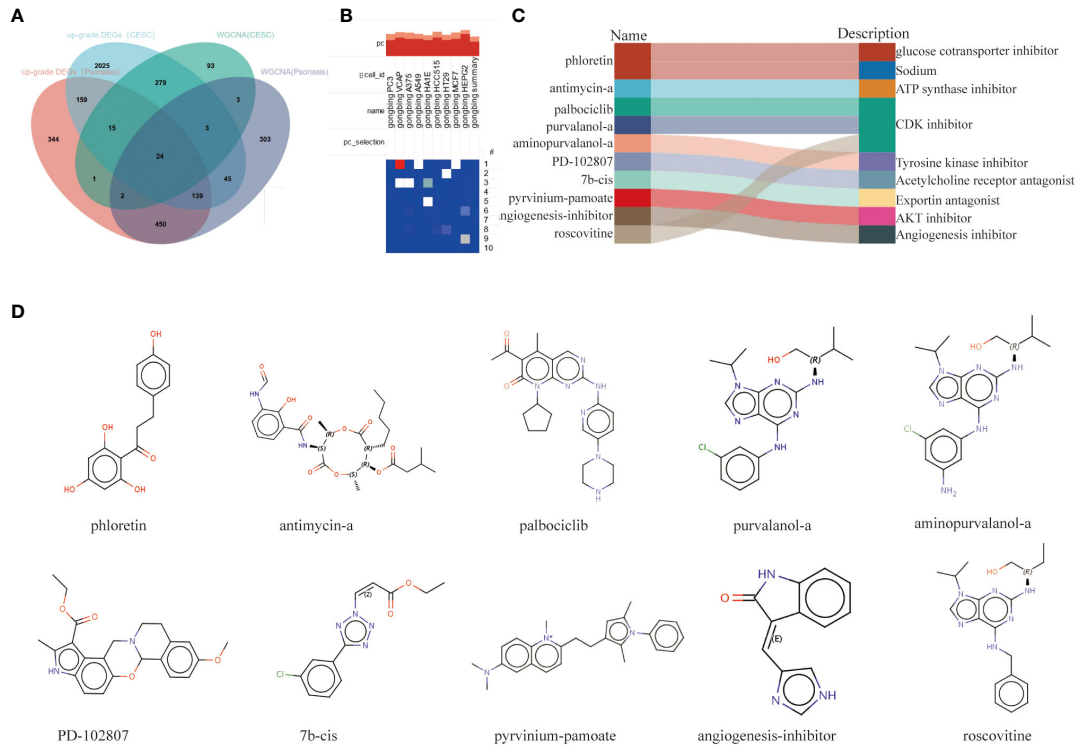 A
up-grade DEGs (CESC)
WGCNA(CESC)
up-grade DEGs (Psoriasis)
WGCNA(Psoriasis)
2025
93
279
159
3
344
15
3
303
24
1
45
2
139
450
B
pc
cell_id
name
pc_selection
gongbing PC3
gongbing VCAP
gongbing A375
gongbing A549
gongbing HA1E
gongbing HCC515
gongbing HT29
gongbing MCF7
gongbing HEPG2
gongbing summary
#
1
2
3
4
5
6
7
8
9
10
C
Name
Description
phloretin
antimycin-a
palbociclib
purvalanol-a
aminopurvalanol-a
PD-102807
7b-cis
pyrvinium-pamoate
angiogenesis-inhibitor
roscovitine
glucose cotransporter inhibitor
Sodium
ATP synthase inhibitor
CDK inhibitor
Tyrosine kinase inhibitor
Acetylcholine receptor antagonist
Exportin antagonist
AKT inhibitor
Angiogenesis inhibitor
D
phloretin
antimycin-a
palbociclib
purvalanol-a
aminopurvalanol-a
PD-102807
7b-cis
pyrvinium-pamoate
angiogenesis-inhibitor
roscovitine